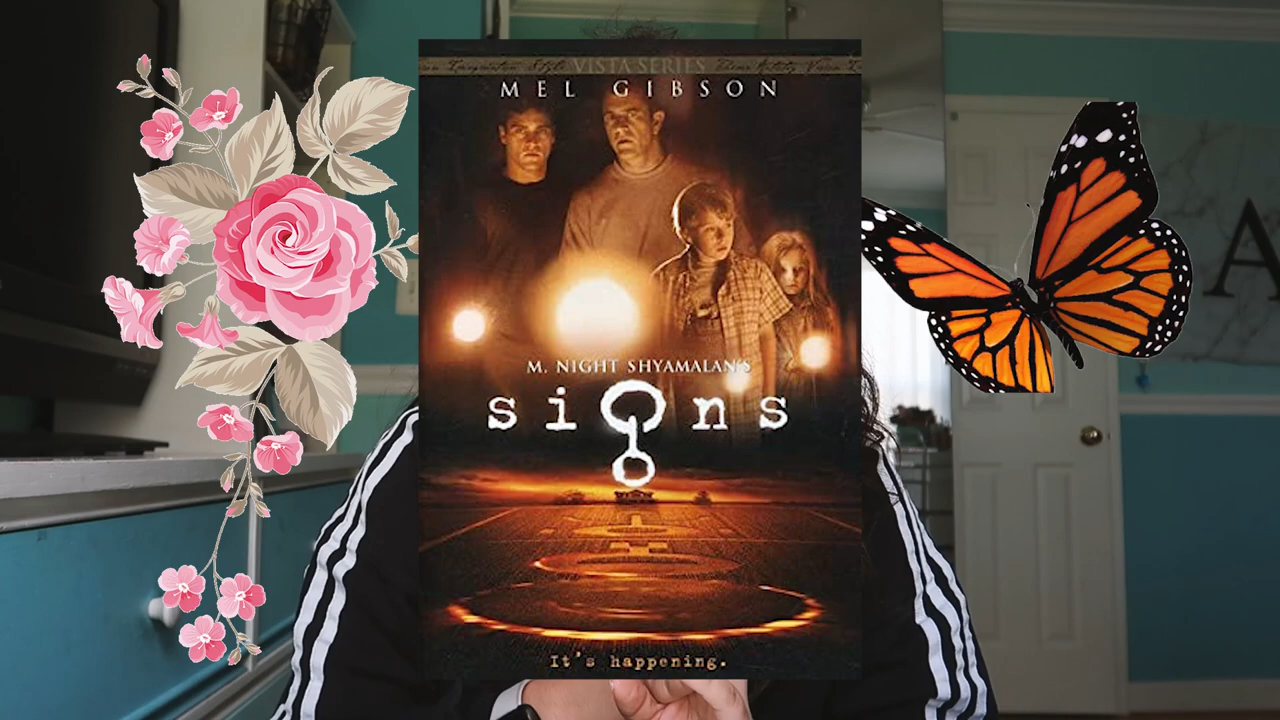 VISTA SERIES
MEL GIBSON
M. NIGHT SHYAMALAN'S
signs
It's happening.
A